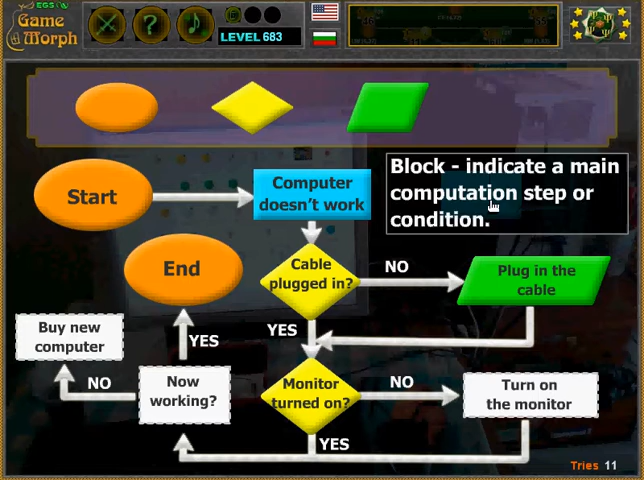 EGS
Game
Morph
LEVEL 683
Start
Computer
doesn't work
Block - indicate a main
computation step or
condition.
End
Cable
plugged in?
NO
Plug in the
cable
YES
Buy new
computer
YES
NO
Now
working?
Monitor
turned on?
NO
Turn on
the monitor
YES
Tries 11